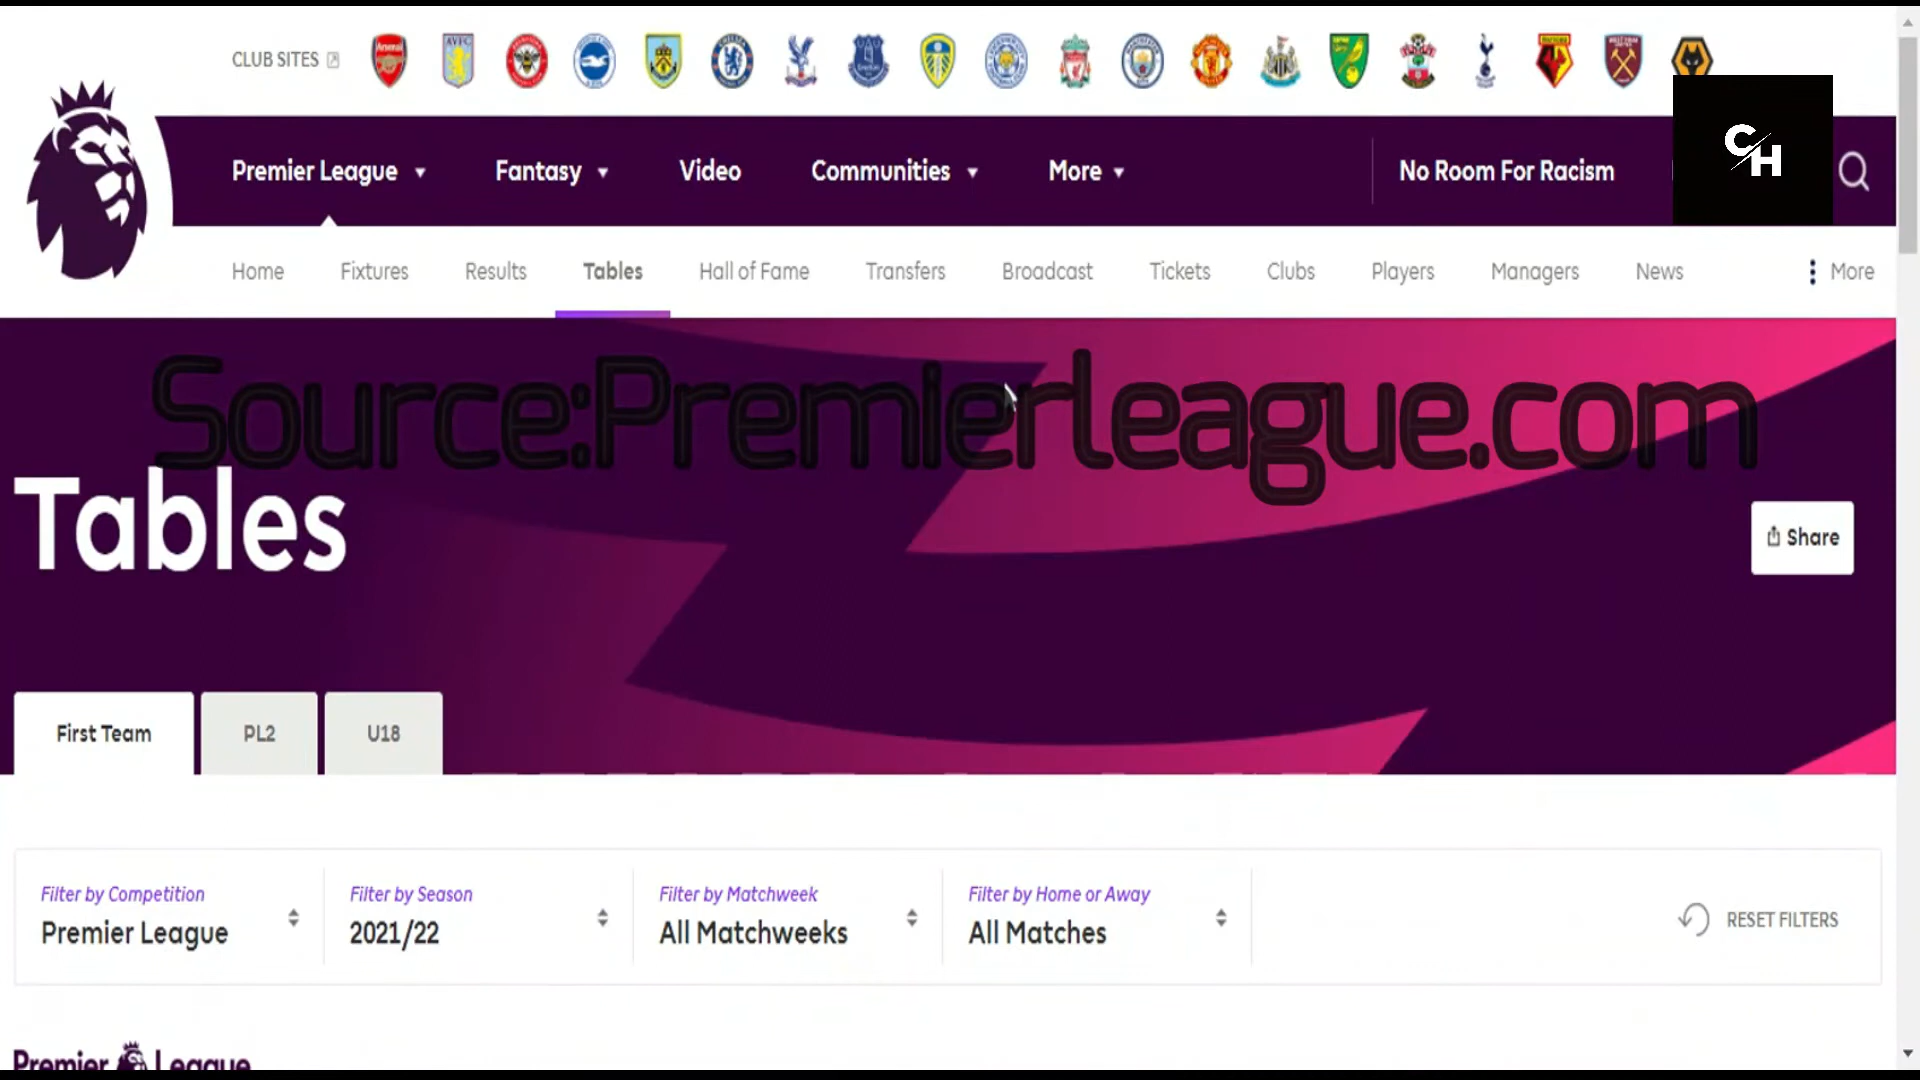 CLUB SITES
Premier League
Fantasy
Video
Communities
More
No Room For Racism
CH
Home
Fixtures
Results
Tables
Hall of Fame
Transfers
Broadcast
Tickets
Clubs
Players
Managers
News
More
Source:Premierleague.com
Tables
Share
First Team
PL2
U18
Filter by Competition
Premier League
Filter by Season
2021/22
Filter by Matchweek
All Matchweeks
Filter by Home or Away
All Matches
RESET FILTERS
Premier League